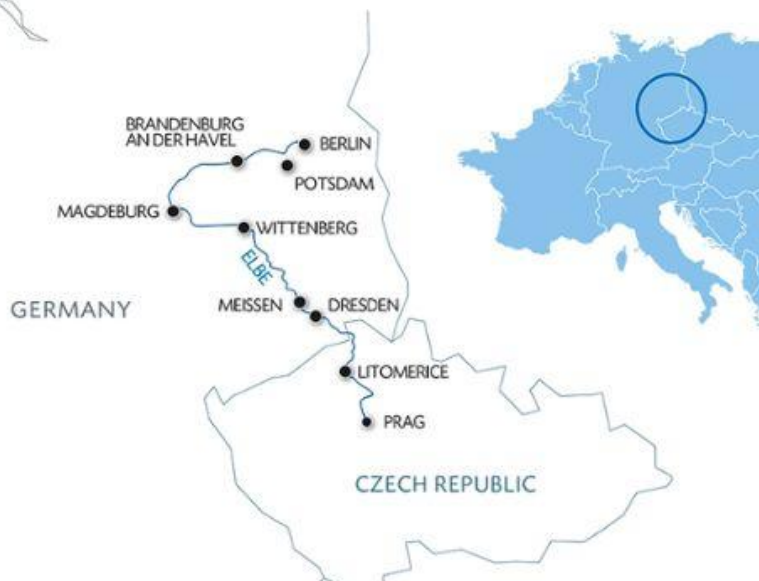 BRANDENBURG
AN DER HAVEL
BERLIN
POTSDAM
MAGDEBURG
WITTENBERG
ELBE
MEISSEN
DRESDEN
GERMANY
LITOMERICE
PRAG
CZECH REPUBLIC